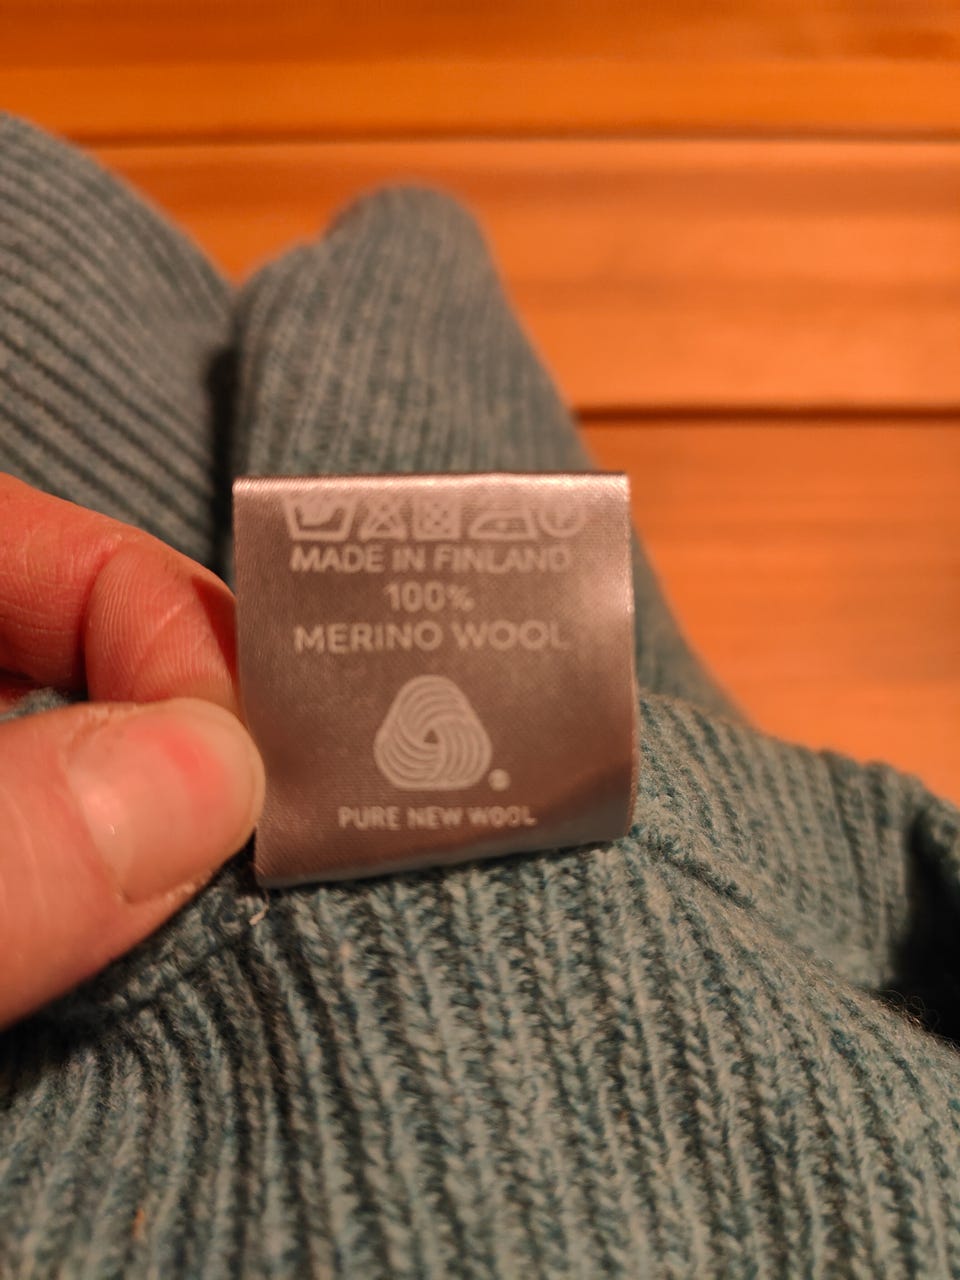 MADE IN FINLAND
100%
MERINO WOOL
PURE NEW WOOL